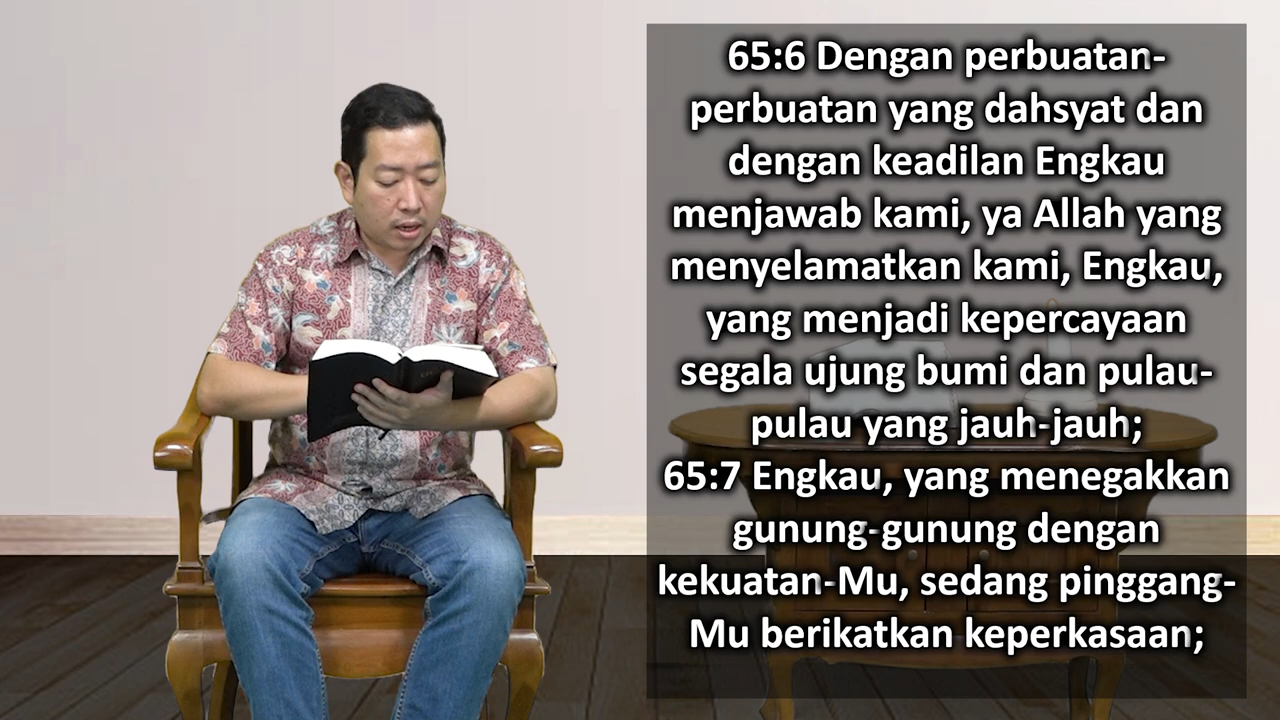 65:6 Dengan perbuatan-
perbuatan yang dahsyat dan
dengan keadilan Engkau
menjawab kami, ya Allah yang
menyelamatkan kami, Engkau,
yang menjadi kepercayaan
segala ujung bumi dan pulau-
pulau yang jauh-jauh;
65:7 Engkau, yang menegakkan
gunung-gunung dengan
kekuatan-Mu, sedang pinggang-
Mu berikatkan keperkasaan;